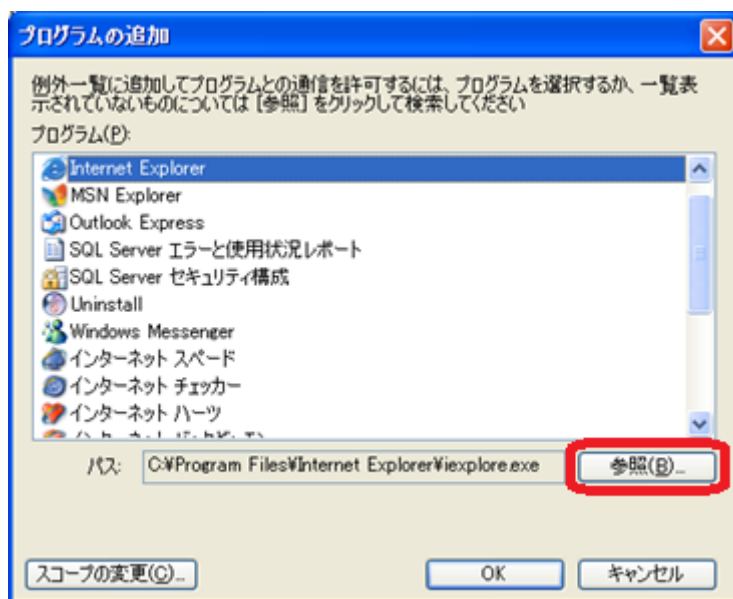 プログラムの追加
例外一覧に追加してプログラムとの通信を許可するには、プログラムを選択するか、一覧表
示されていないものについては [参照] をクリックして検索してください
プログラム(P):
Internet Explorer
MSN Explorer
Outlook Express
SQL Server エラーと使用状況レポート
SQL Server セキュリティ構成
Uninstall
Windows Messenger
インターネット スペード
インターネット チェッカー
インターネット ハーツ
パス: C:¥Program Files¥Internet Explorer¥iexplore.exe 参照(B)...
スコープの変更(C)... OK キャンセル